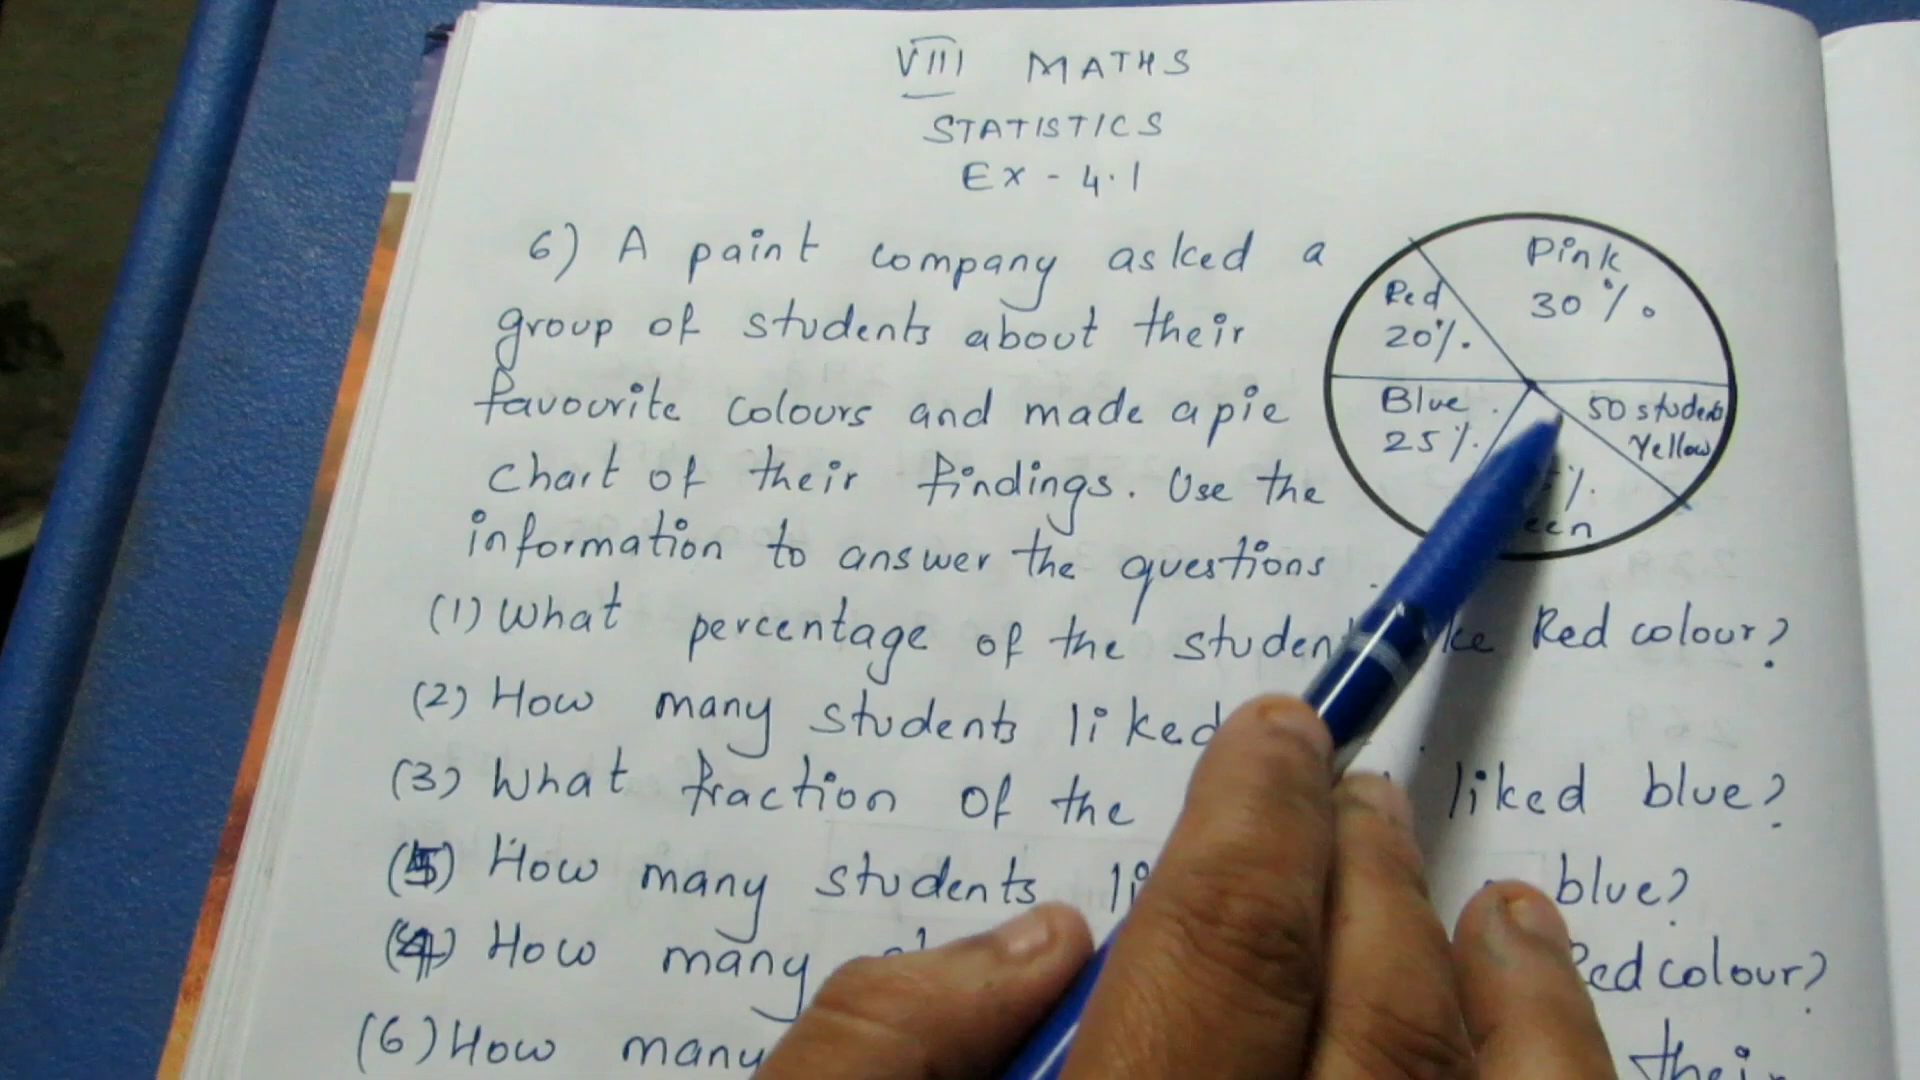 VIII MATHS
STATISTICS
Ex - 4.1
6) A paint company asked a
group of students about their
favourite colours and made a pie
chart of their findings. Use the
information to answer the questions.
Pink
30%
Red
20%
Blue
25%
50 students
Yellow
%
(1) What percentage of the Red colour?
(2) How many students liked
(3) What fraction of the liked blue?
(5) How many students blue?
(4) How many Red colour?
(6) How many their